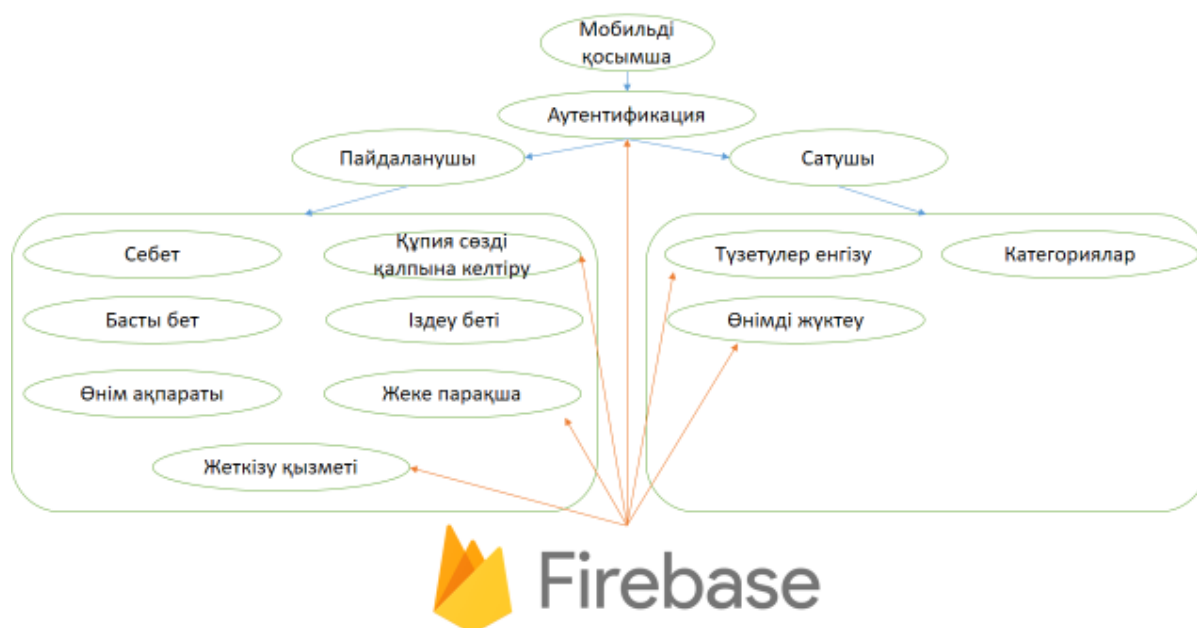 Мобильді
қосымша
Аутентификация
Пайдаланушы
Сатушы
Себет
Құпия сөзді
қалпына келтіру
Түзетулер енгізу
Категориялар
Басты бет
Іздеу беті
Өнімді жүктеу
Өнім ақпараты
Жеке парақша
Жеткізу қызметі
Firebase